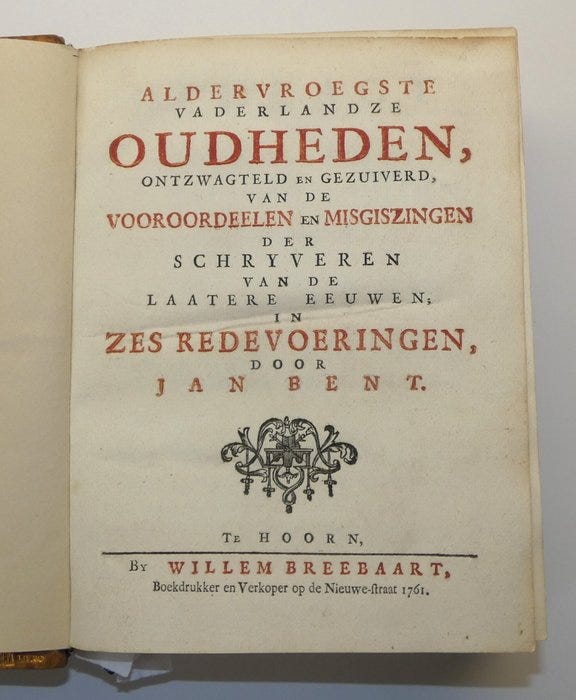 ALDERVROEGSTE
VADERLANDZE
OUDHEDEN,
ONTZWAGTELD EN GEZUIVERD,
VAN DE
VOOROORDEELEN EN MISGISZINGEN
DER
SCHRYVEREN
VAN DE
LAATERE EEUWEN;
IN
ZES REDEVOERINGEN,
DOOR
JAN BENT.
TE HOORN,
BY WILLEM BREEBAART,
Boekdrukker en Verkoper op de Nieuwe-ſtraat 1761.